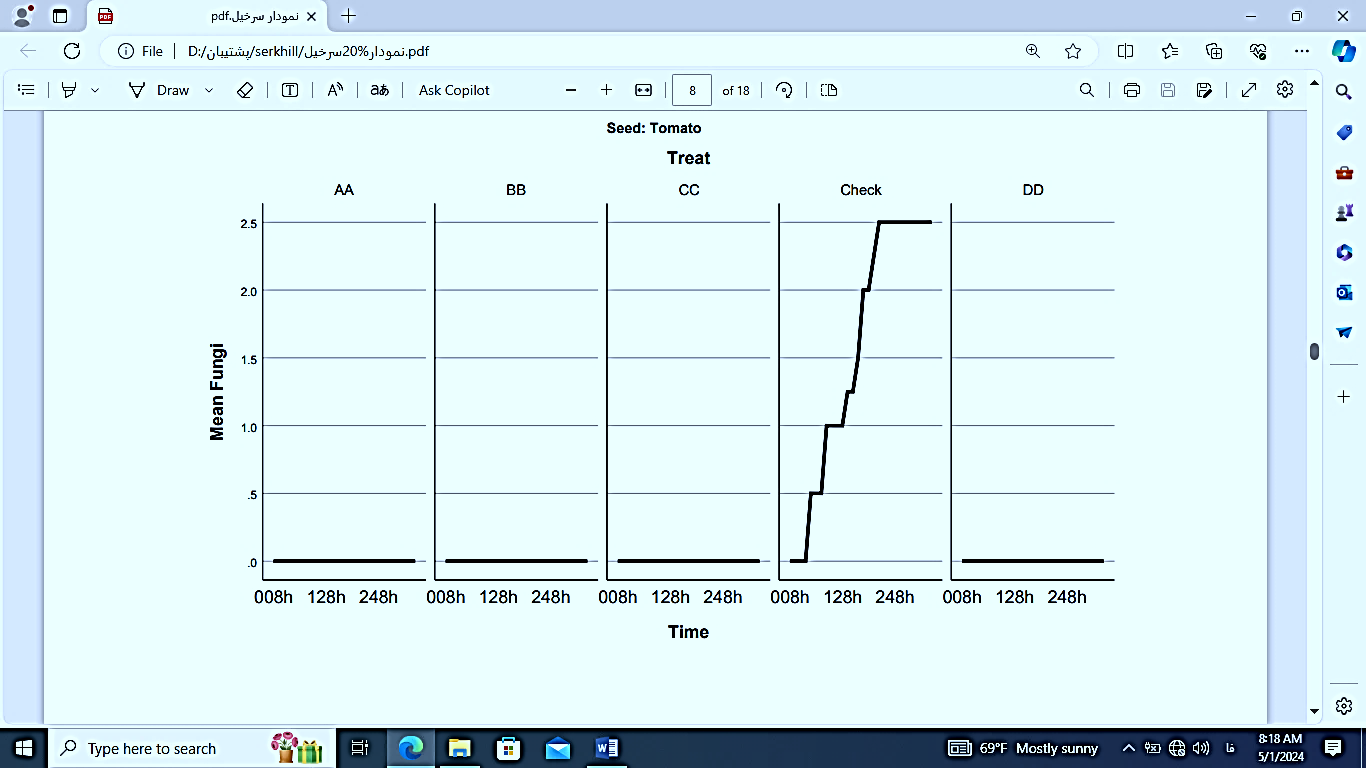 نمودار سرخیل.pdf
File D:/پشتیبان/serkhill/نمودار%20سرخیل.pdf
Draw
Ask Copilot
8 of 18
Seed: Tomato
Treat
AA BB CC Check DD
2.5
2.0
1.5
1.0
.5
.0
Mean Fungi
008h 128h 248h 008h 128h 248h 008h 128h 248h 008h 128h 248h 008h 128h 248h
Time
Type here to search
69°F Mostly sunny
فا
8:18 AM
5/1/2024